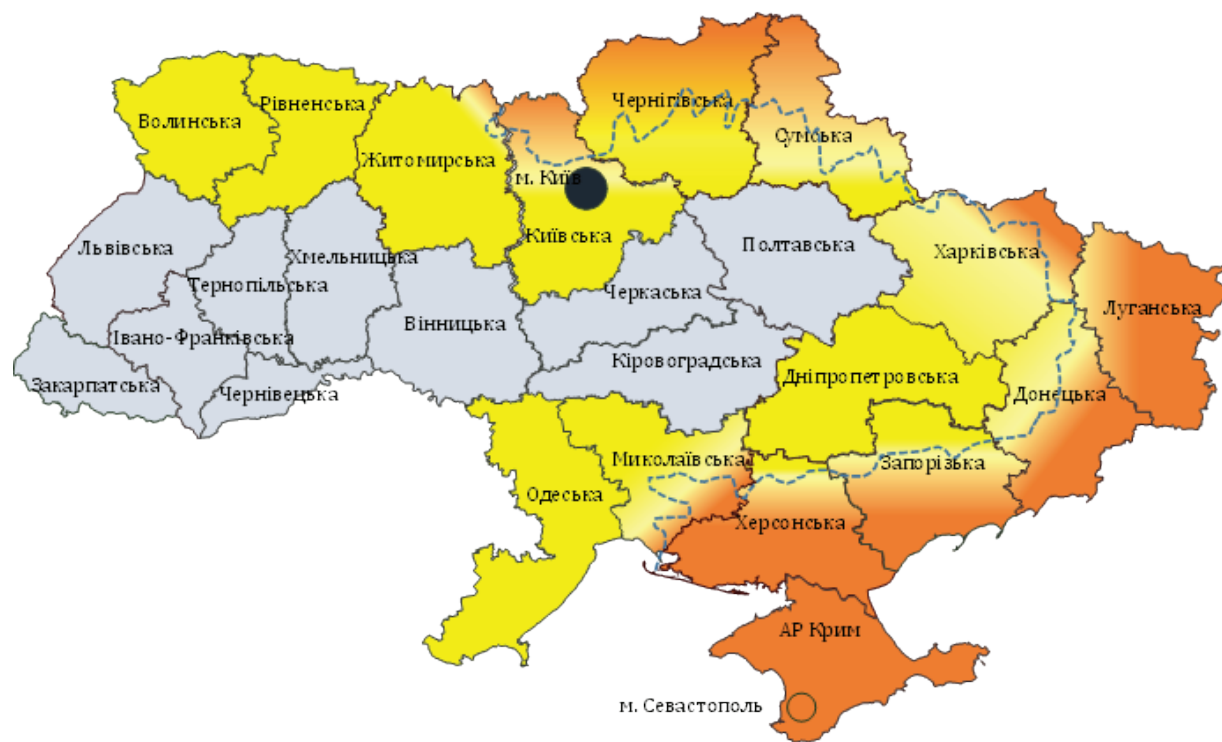 Чернігівська
Рівненська
Волинська
Сумська
Житомирська
м. Київ
Київська
Львівська
Хмельницька
Полтавська
Харківська
Тернопільська
Черкаська
Луганська
Вінницька
Івано-Франківська
Кіровоградська
Закарпатська
Чернівецька
Дніпропетровська
Донецька
Миколаївська
Запорізька
Одеська
Херсонська
АР Крим
м. Севастополь